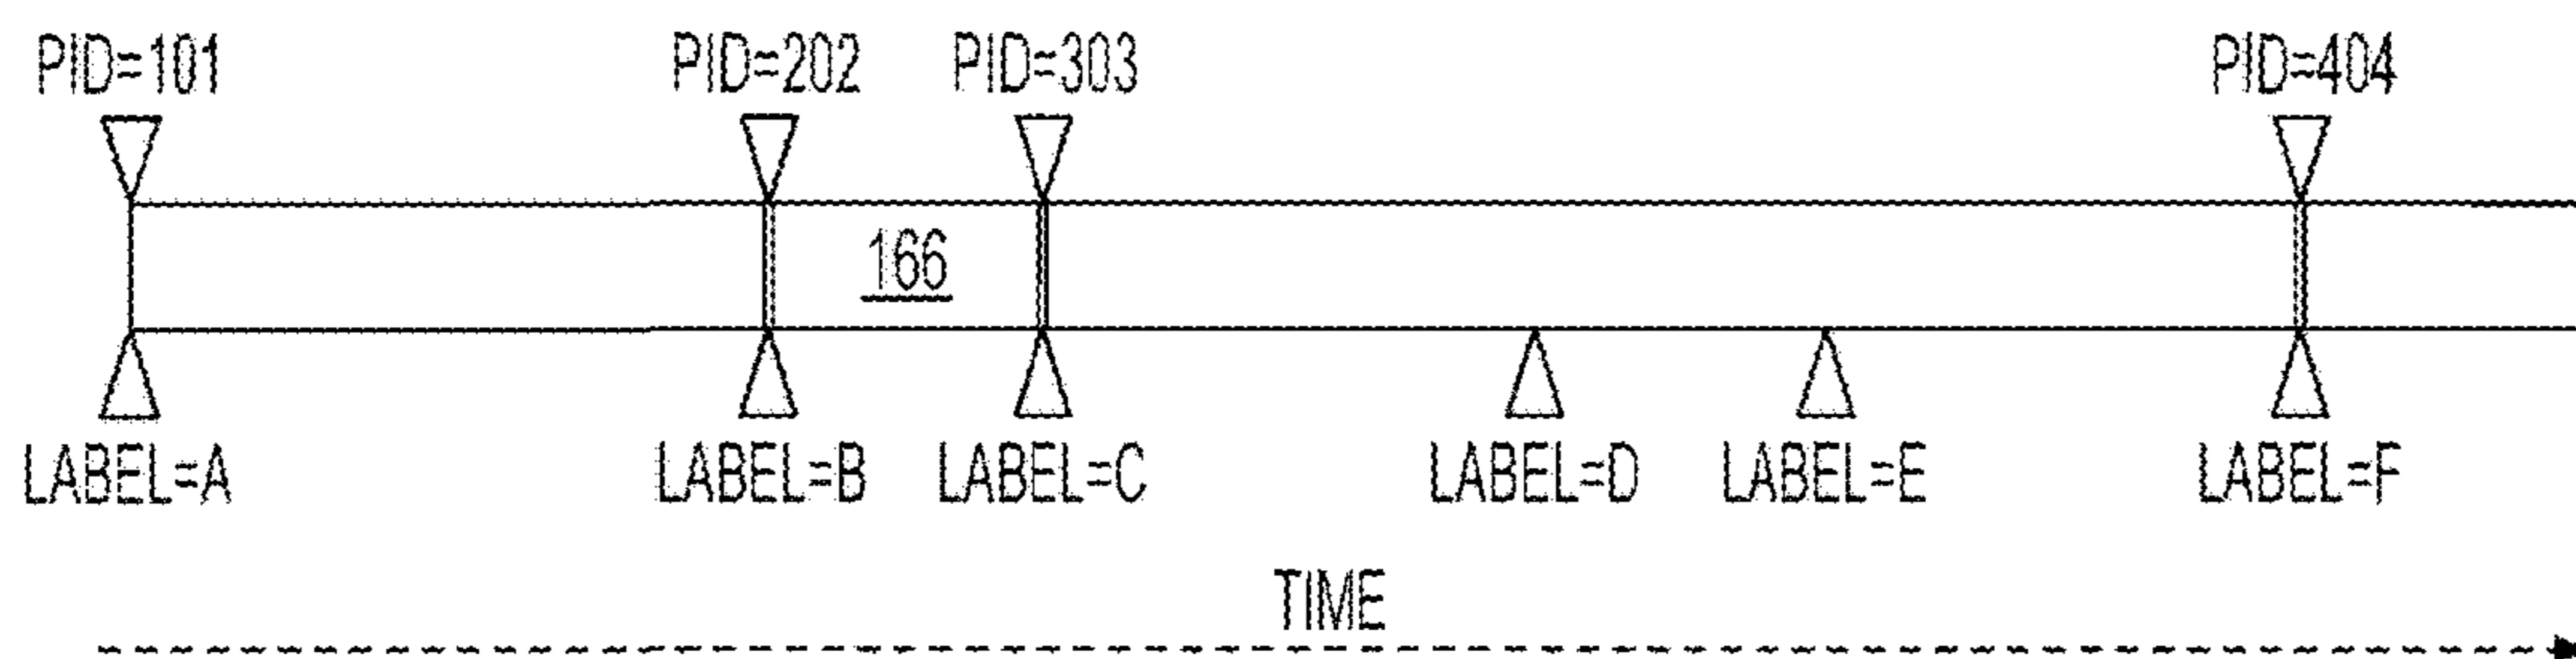 PID=101 PID=202 PID=303 PID=404
166
LABEL=A LABEL=B LABEL=C LABEL=D LABEL=E LABEL=F
TIME